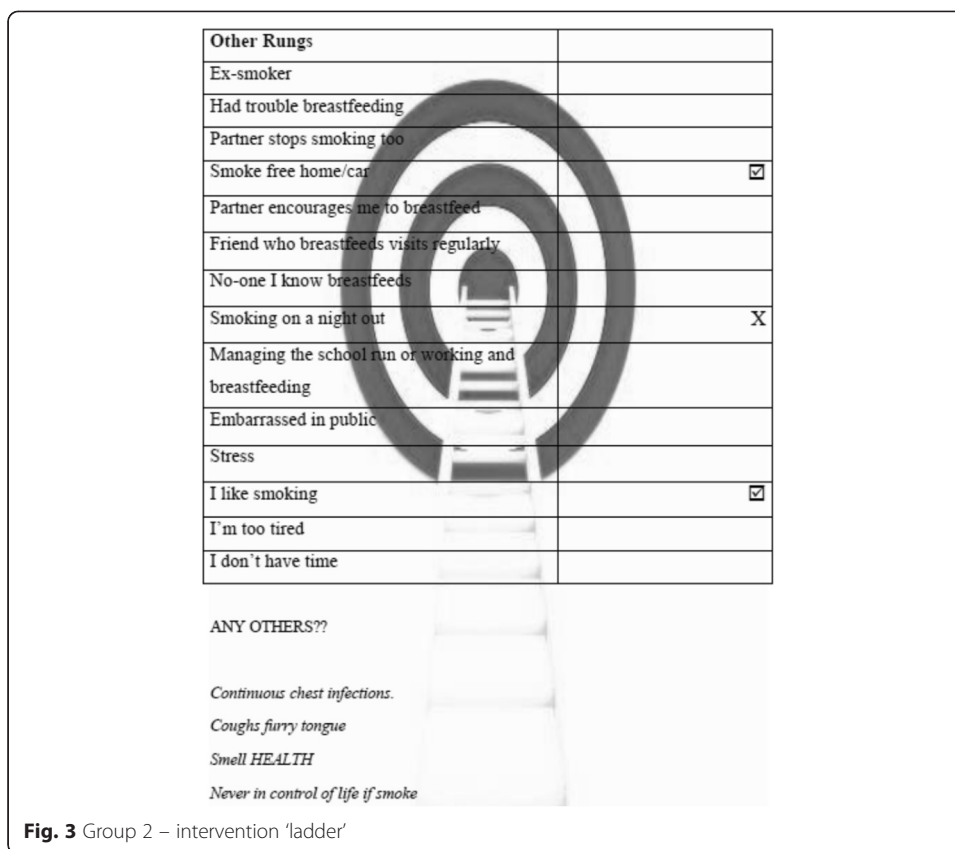 Other Rungs
Ex-smoker
Had trouble breastfeeding
Partner stops smoking too
Smoke free home/car ☑
Partner encourages me to breastfeed
Friend who breastfeeds visits regularly
No-one I know breastfeeds
Smoking on a night out X
Managing the school run or working and
breastfeeding
Embarrassed in public
Stress
I like smoking ☑
I'm too tired
I don't have time
ANY OTHERS??
Continuous chest infections.
Coughs furry tongue
Smell HEALTH
Never in control of life if smoke
Fig. 3 Group 2 – intervention 'ladder'